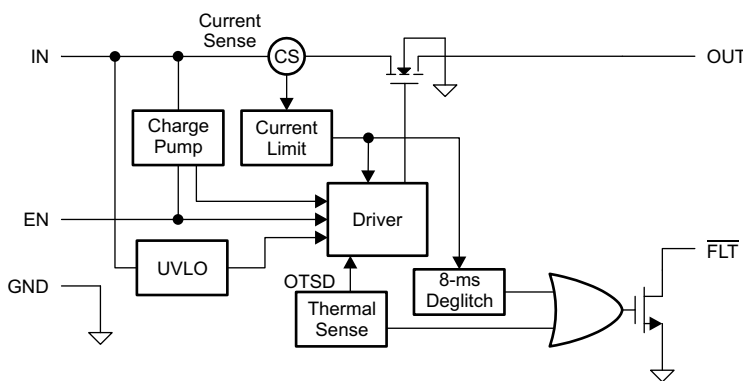 Current
Sense
IN
CS
OUT
Charge
Pump
Current
Limit
EN
Driver
FLT
UVLO
GND
OTSD
8-ms
Deglitch
Thermal
Sense